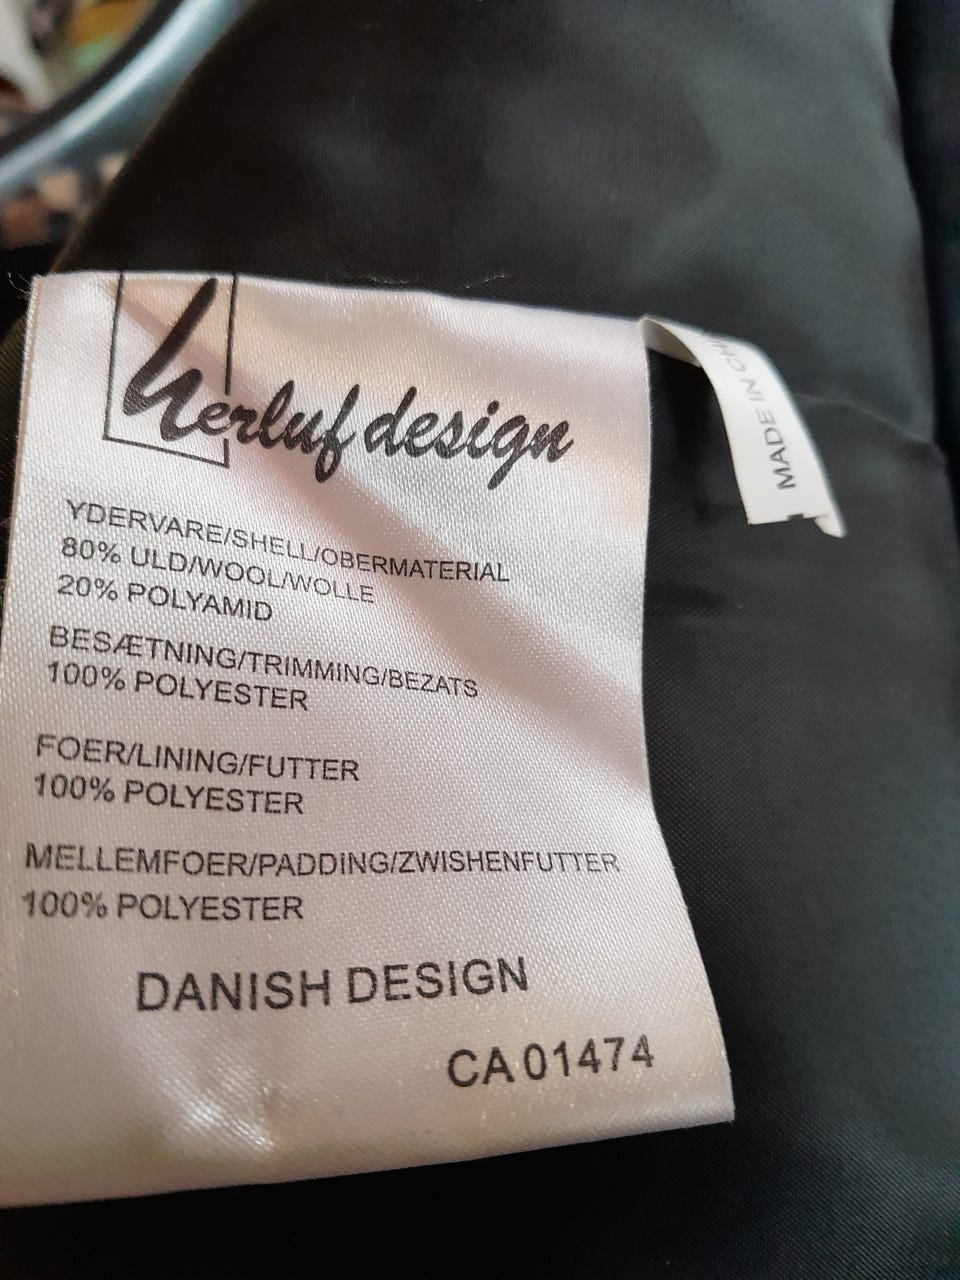 herluf design
YDERVARE/SHELL/OBERMATERIAL
80% ULD/WOOL/WOLLE
20% POLYAMID
BESÆTNING/TRIMMING/BEZATS
100% POLYESTER
FOER/LINING/FUTTER
100% POLYESTER
MELLEMFOER/PADDING/ZWISHENFUTTER
100% POLYESTER
DANISH DESIGN
CA 01474
MADE IN